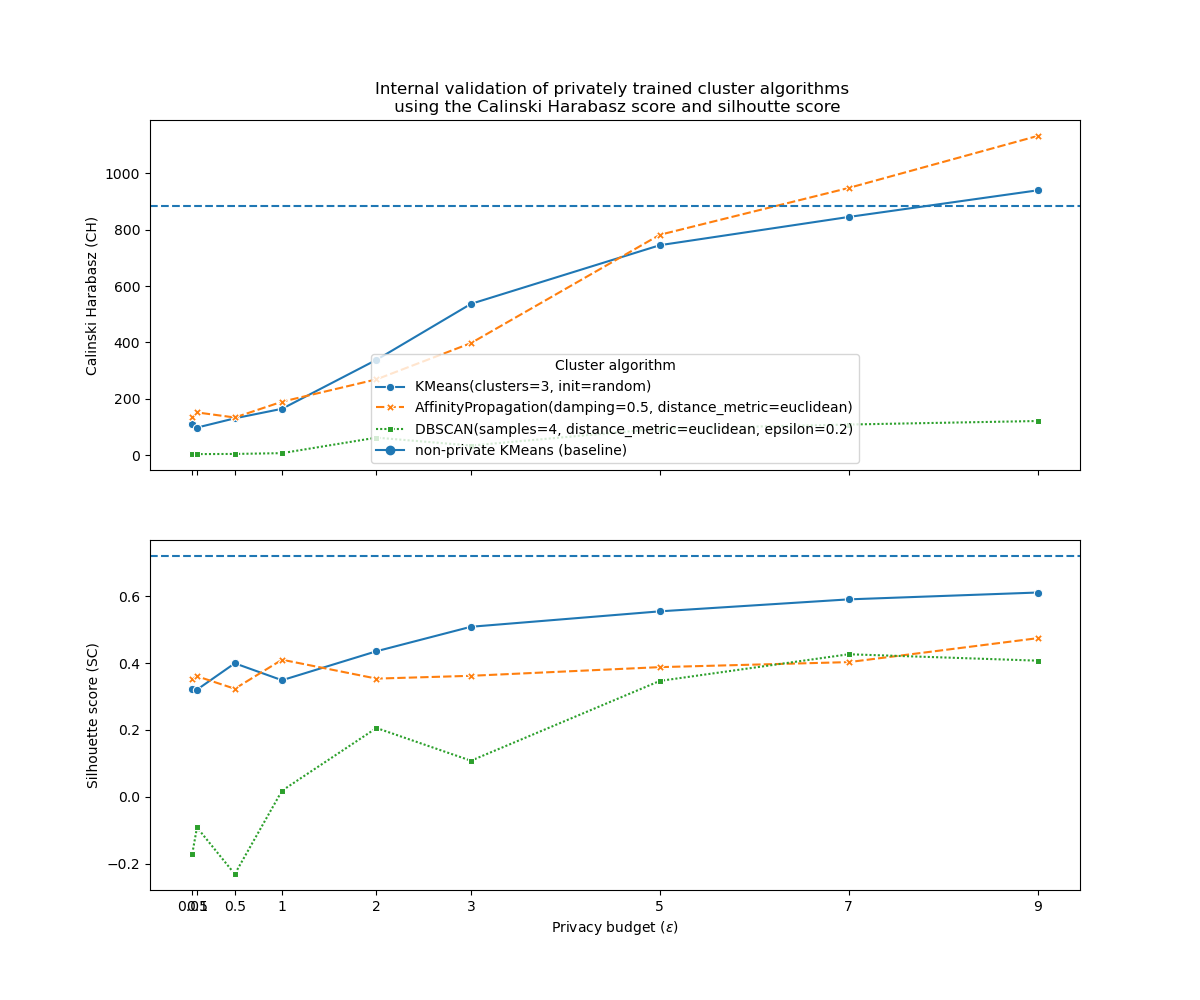 Internal validation of privately trained cluster algorithms
using the Calinski Harabasz score and silhoutte score
Calinski Harabasz (CH)
1000
800
600
400
200
0
Cluster algorithm
KMeans(clusters=3, init=random)
AffinityPropagation(damping=0.5, distance_metric=euclidean)
DBSCAN(samples=4, distance_metric=euclidean, epsilon=0.2)
non-private KMeans (baseline)
Silhouette score (SC)
0.6
0.4
0.2
0.0
−0.2
0.5 1 2 3 5 7 9
Privacy budget (ε)